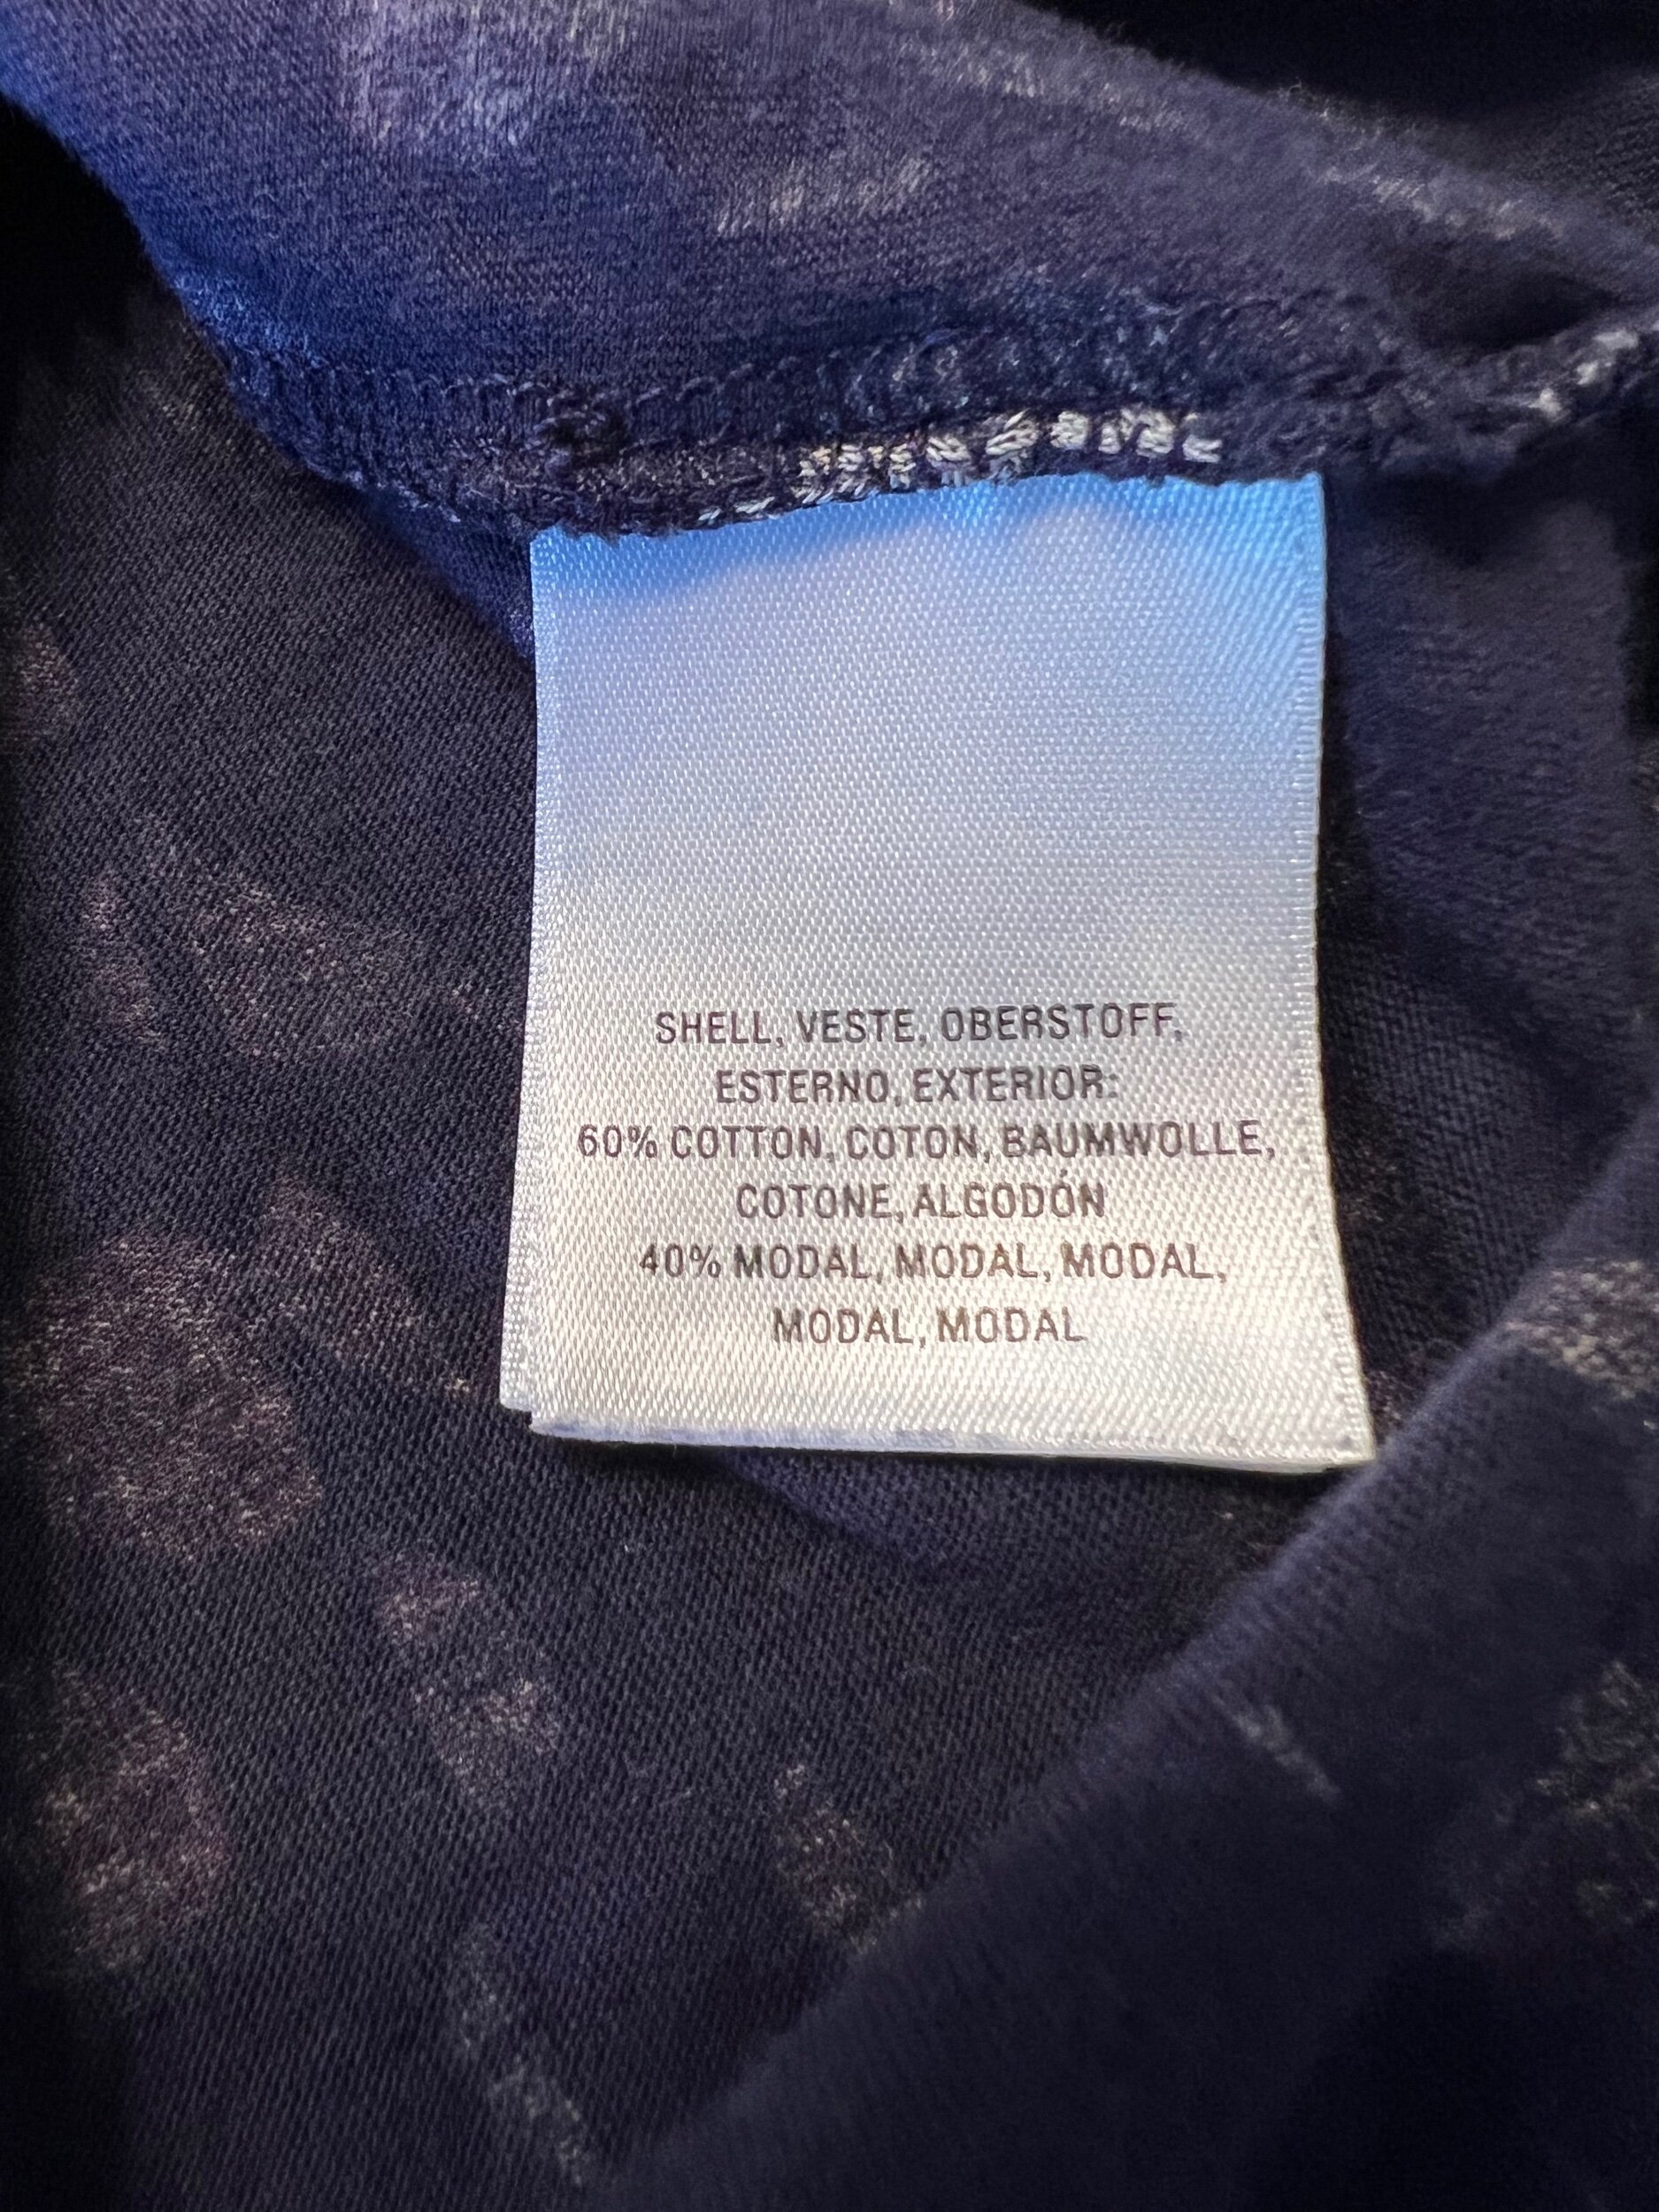 SHELL, VESTE, OBERSTOFF,
ESTERNO, EXTERIOR:
60% COTTON, COTON, BAUMWOLLE,
COTONE, ALGODÓN
40% MODAL, MODAL, MODAL,
MODAL, MODAL